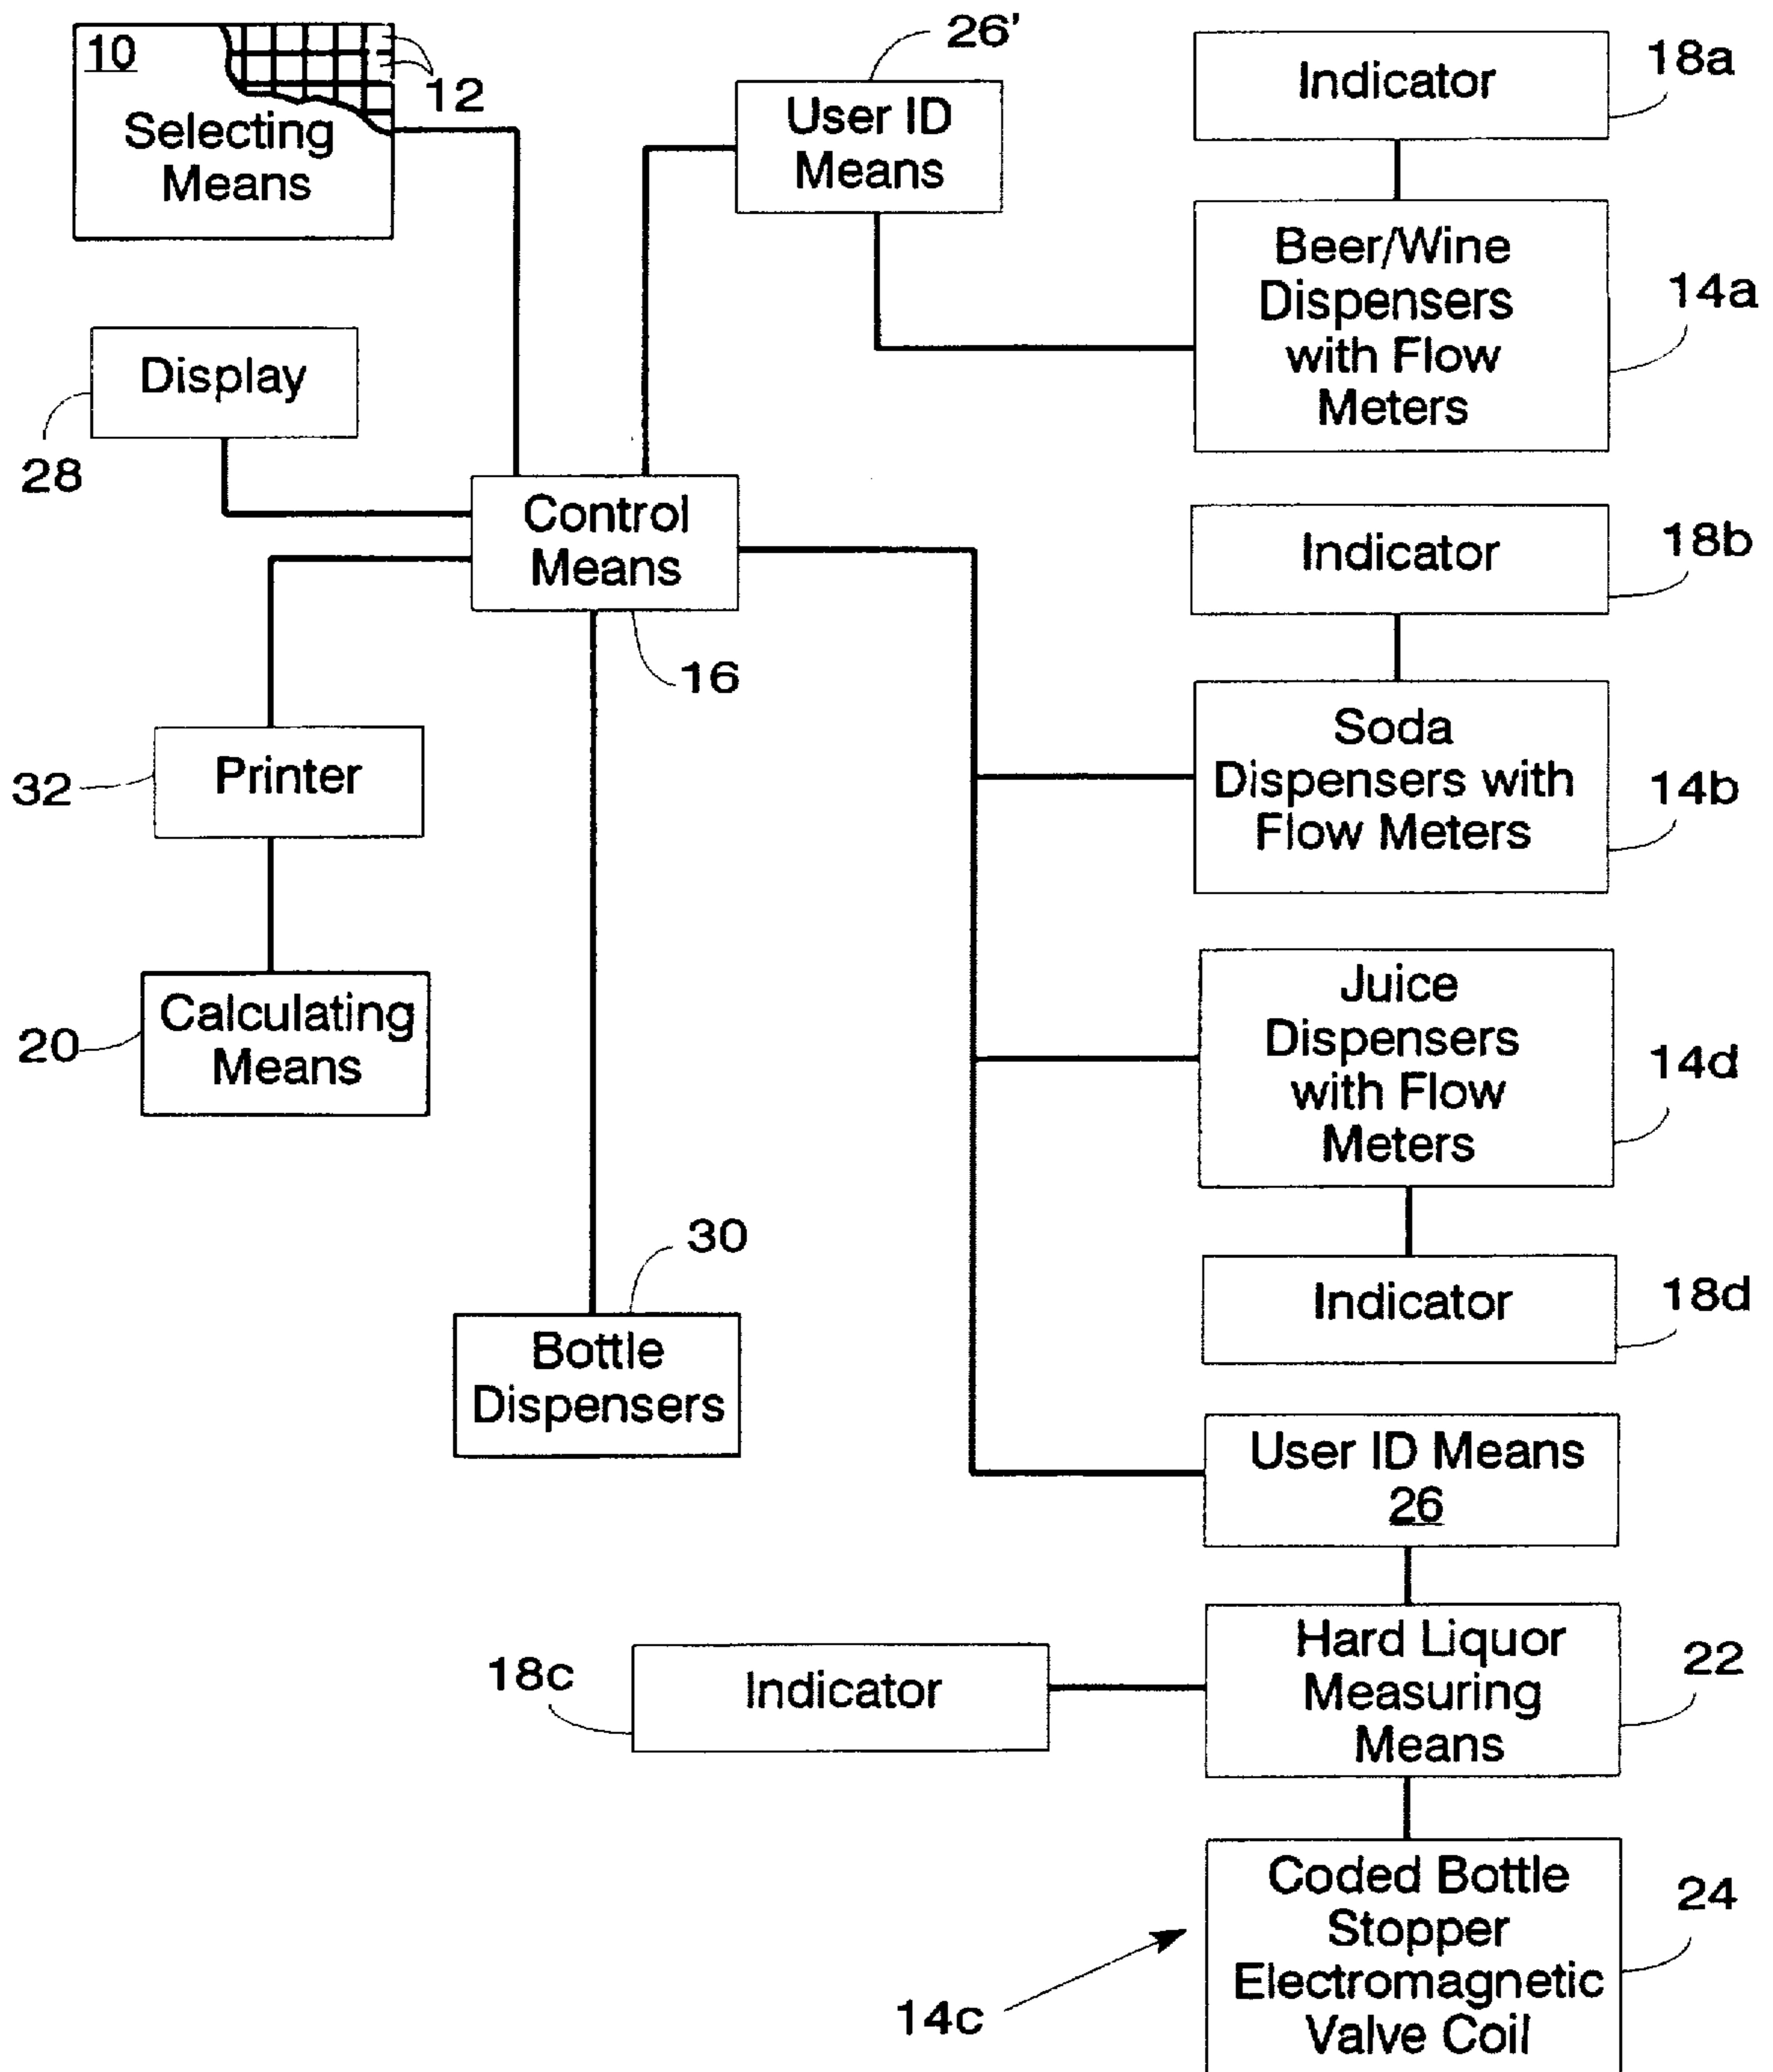 10
12
Selecting
Means
26'
User ID
Means
Indicator
18a
Beer/Wine
Dispensers
with Flow
Meters
14a
Display
28
Control
Means
16
Indicator
18b
Soda
Dispensers with
Flow Meters
14b
Printer
32
Calculating
Means
20
Juice
Dispensers
with Flow
Meters
14d
Indicator
18d
30
Bottle
Dispensers
User ID Means
26
Hard Liquor
Measuring
Means
22
18c
Indicator
Coded Bottle
Stopper
Electromagnetic
Valve Coil
24
14c